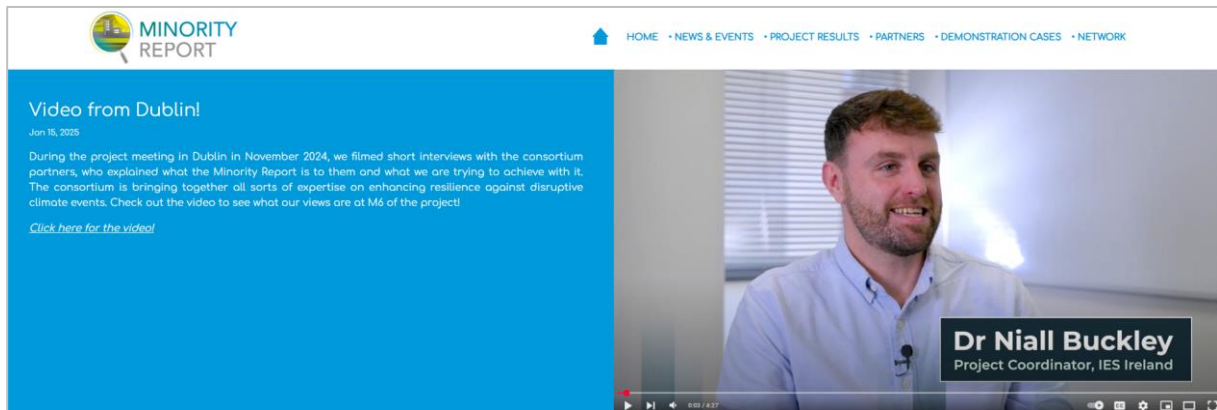 MINORITY
REPORT
HOME • NEWS & EVENTS • PROJECT RESULTS • PARTNERS • DEMONSTRATION CASES • NETWORK
Video from Dublin!
Jan 15, 2025
During the project meeting in Dublin in November 2024, we filmed short interviews with the consortium
partners, who explained what the Minority Report is to them and what we are trying to achieve with it.
The consortium is bringing together all sorts of expertise on enhancing resilience against disruptive
climate events. Check out the video to see what our views are at M6 of the project!
Click here for the video!
Dr Niall Buckley
Project Coordinator, IES Ireland
0:03 / 4:27